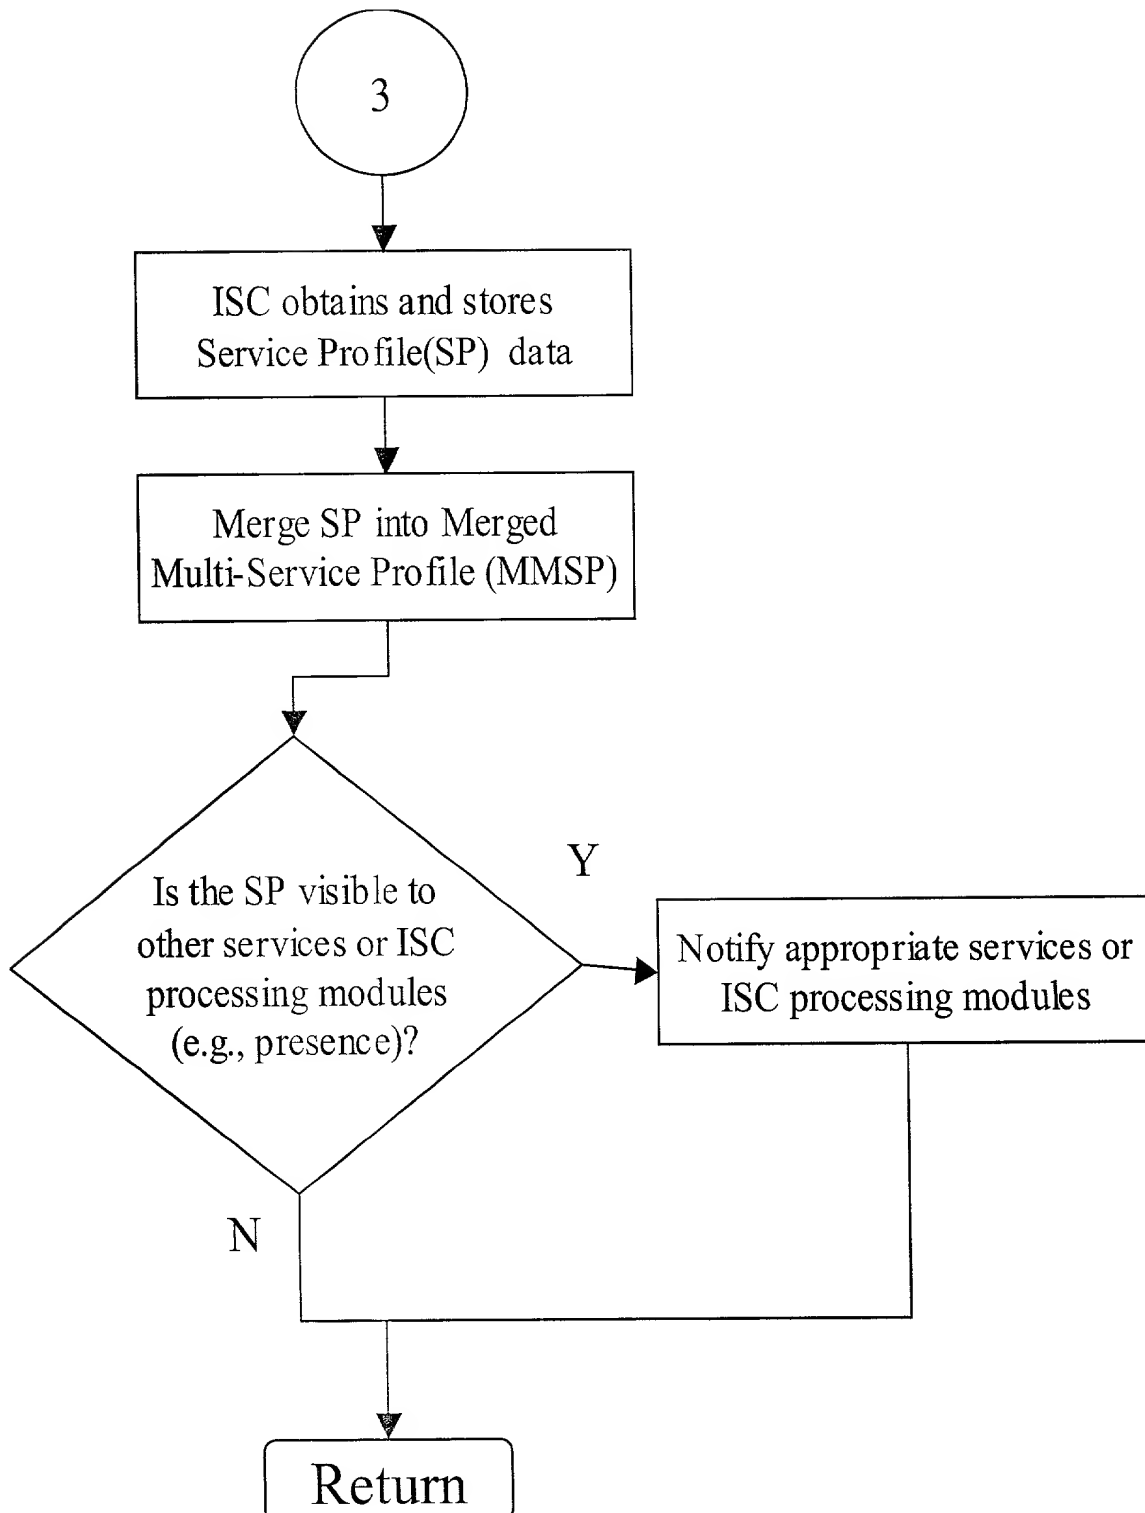 3
ISC obtains and stores
Service Profile(SP) data
Merge SP into Merged
Multi-Service Profile (MMSP)
Y
Is the SP visible to
other services or ISC
processing modules
(e.g., presence)?
Notify appropriate services or
ISC processing modules
N
Return